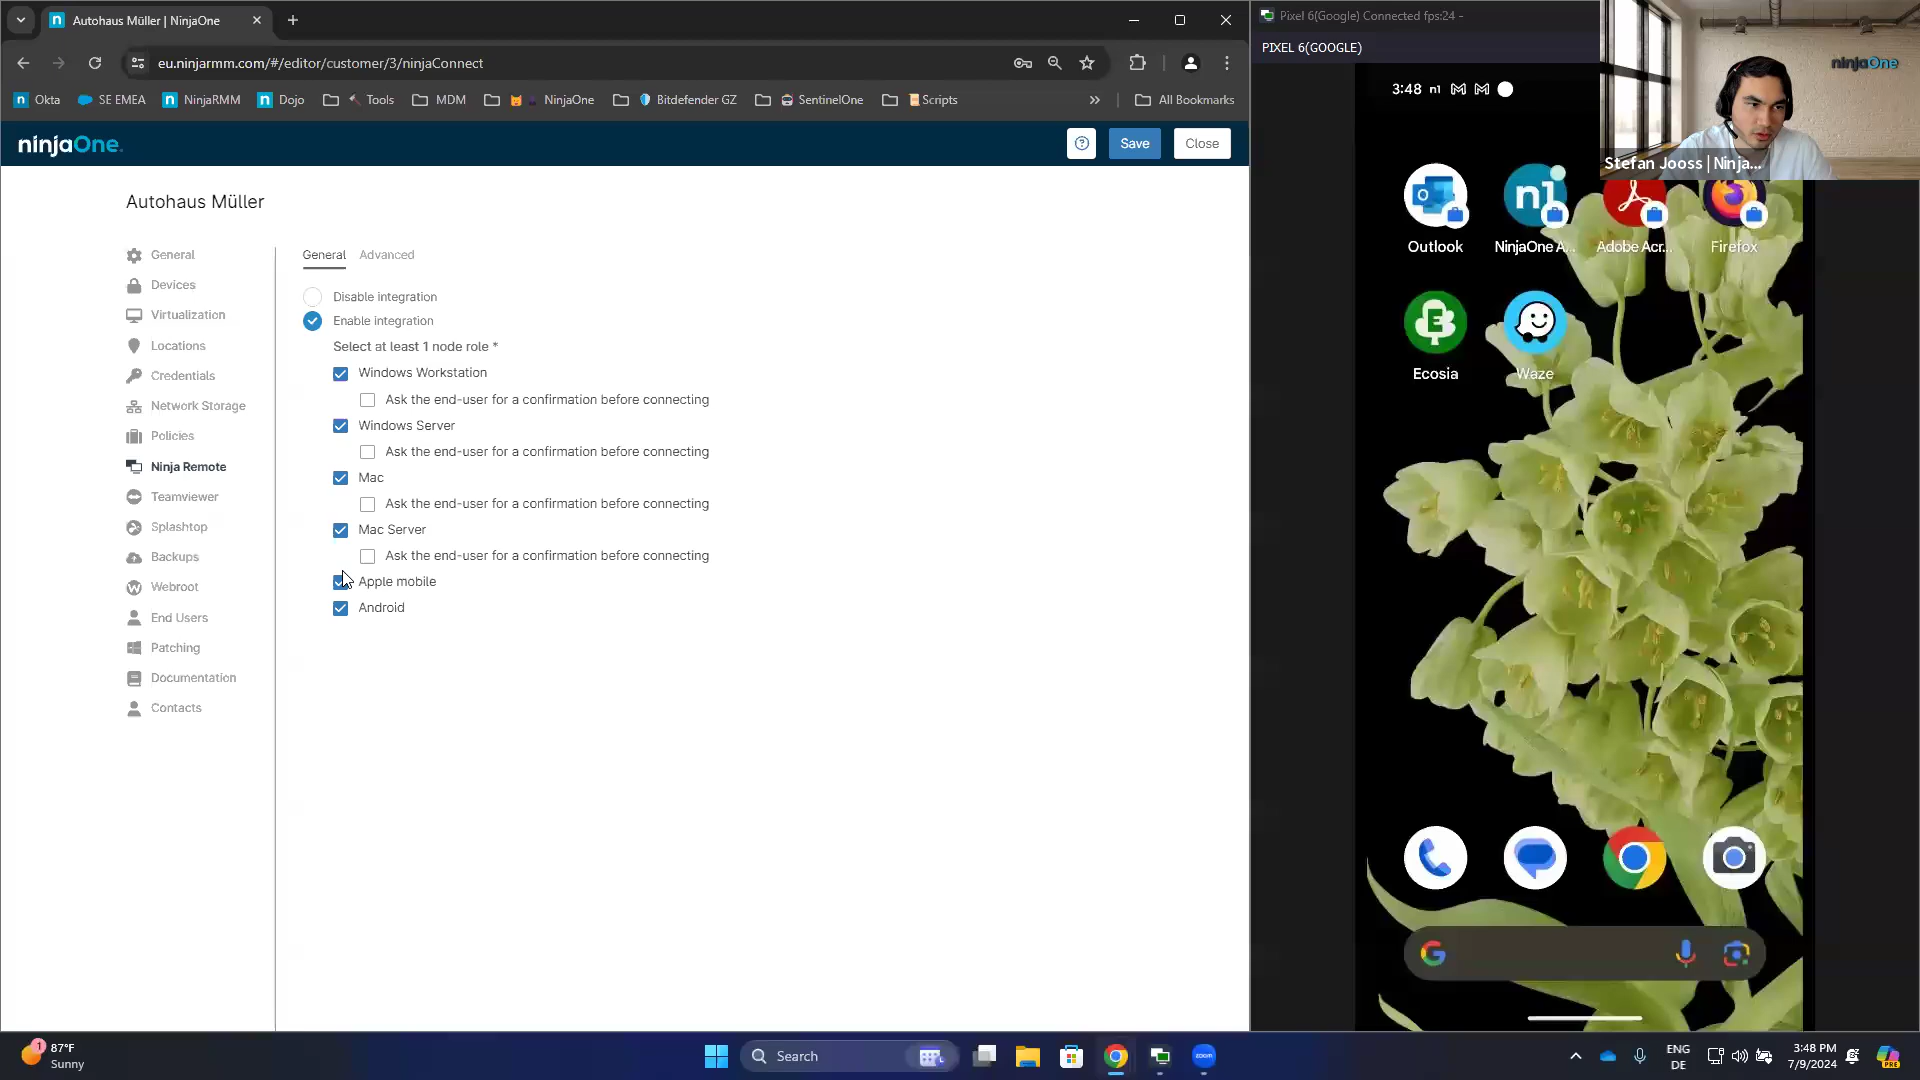 Autohaus Müller | NinjaOne
eu.ninjarmm.com/#/editor/customer/3/ninjaConnect
Okta
SE EMEA
NinjaRMM
Dojo
Tools
MDM
NinjaOne
Bitdefender GZ
SentinelOne
Scripts
All Bookmarks
ninjaOne.
Save
Close
Autohaus Müller
General
Devices
Virtualization
Locations
Credentials
Network Storage
Policies
Ninja Remote
Teamviewer
Splashtop
Backups
Webroot
End Users
Patching
Documentation
Contacts
General
Advanced
Disable integration
Enable integration
Select at least 1 node role *
Windows Workstation
Ask the end-user for a confirmation before connecting
Windows Server
Ask the end-user for a confirmation before connecting
Mac
Ask the end-user for a confirmation before connecting
Mac Server
Ask the end-user for a confirmation before connecting
Apple mobile
Android
Pixel 6(Google) Connected fps:24 -
PIXEL 6(GOOGLE)
ninjaOne
Stefan Jooss | Ninja...
3:48
Outlook
NinjaOne A...
Adobe Acr...
Firefox
Ecosia
Waze
1
87°F
Sunny
Search
zoom
ENG
DE
3:48 PM
7/9/2024
PRE